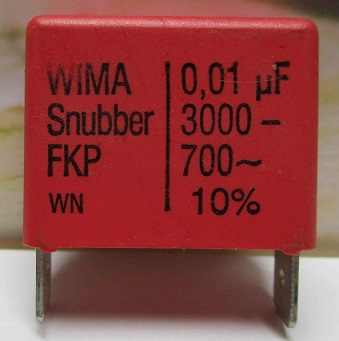 WIMA 0,01 µF
Snubber 3000 –
FKP 700~
WN 10%